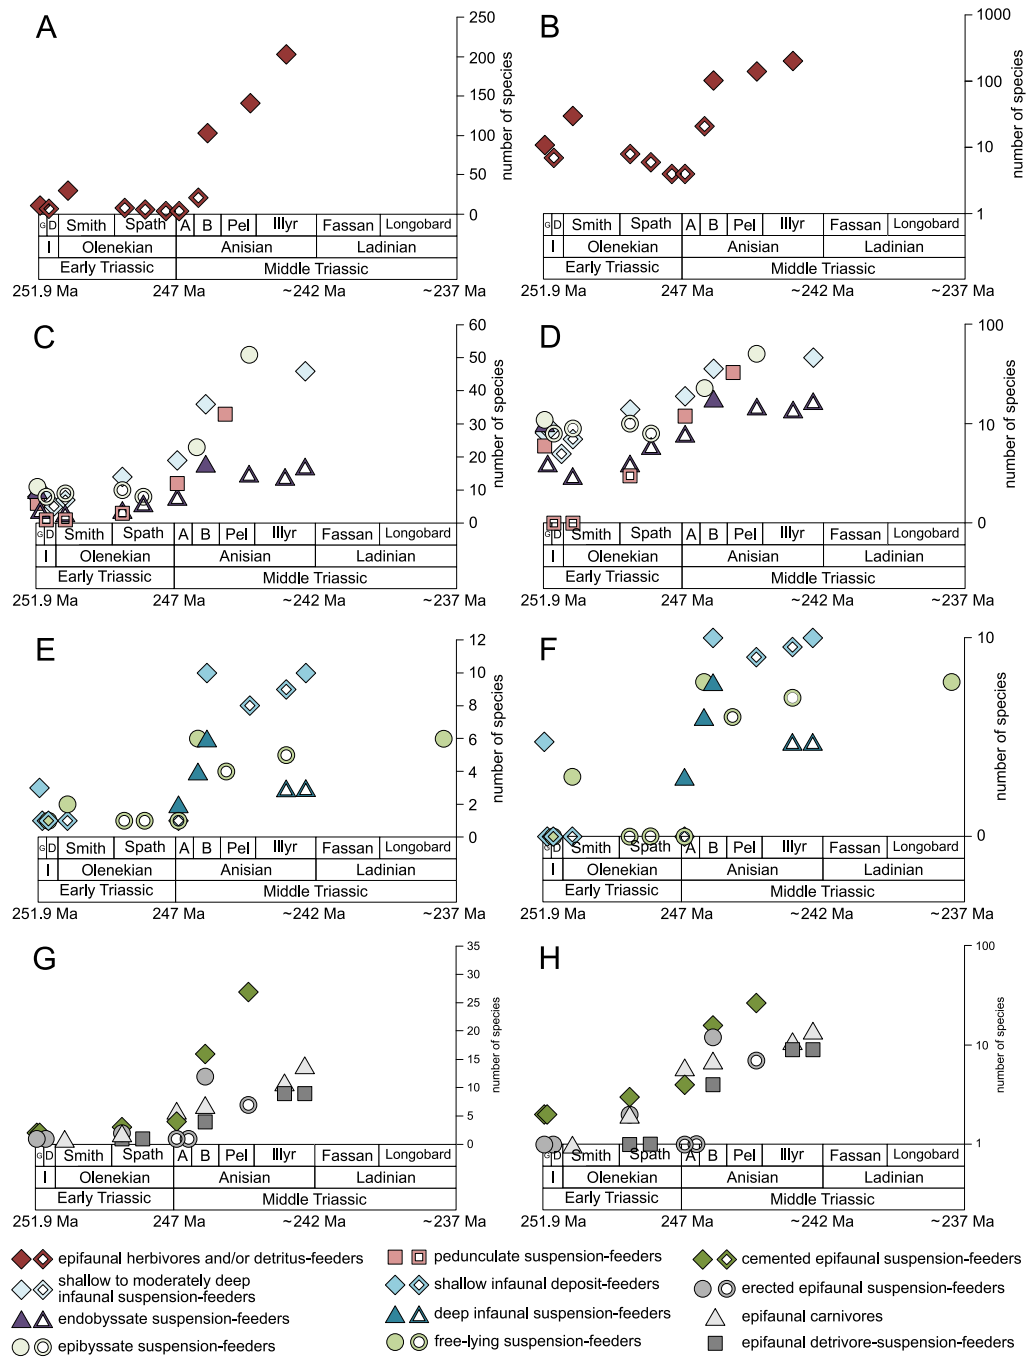 A
250
200
150
100
50
0
number of species
G D Smith Spath A B Pel Illyr Fassan Longobard
I Olenekian Anisian Ladinian
Early Triassic Middle Triassic
251.9 Ma 247 Ma ~242 Ma ~237 Ma
B
1000
100
10
1
number of species
G D Smith Spath A B Pel Illyr Fassan Longobard
I Olenekian Anisian Ladinian
Early Triassic Middle Triassic
251.9 Ma 247 Ma ~242 Ma ~237 Ma
C
60
50
40
30
20
10
0
number of species
G D Smith Spath A B Pel Illyr Fassan Longobard
I Olenekian Anisian Ladinian
Early Triassic Middle Triassic
251.9 Ma 247 Ma ~242 Ma ~237 Ma
D
100
10
0
number of species
G D Smith Spath A B Pel Illyr Fassan Longobard
I Olenekian Anisian Ladinian
Early Triassic Middle Triassic
251.9 Ma 247 Ma ~242 Ma ~237 Ma
E
12
10
8
6
4
2
0
number of species
G D Smith Spath A B Pel Illyr Fassan Longobard
I Olenekian Anisian Ladinian
Early Triassic Middle Triassic
251.9 Ma 247 Ma ~242 Ma ~237 Ma
F
10
0
number of species
G D Smith Spath A B Pel Illyr Fassan Longobard
I Olenekian Anisian Ladinian
Early Triassic Middle Triassic
251.9 Ma 247 Ma ~242 Ma ~237 Ma
G
35
30
25
20
15
10
5
0
number of species
G D Smith Spath A B Pel Illyr Fassan Longobard
I Olenekian Anisian Ladinian
Early Triassic Middle Triassic
251.9 Ma 247 Ma ~242 Ma ~237 Ma
H
100
10
1
number of species
G D Smith Spath A B Pel Illyr Fassan Longobard
I Olenekian Anisian Ladinian
Early Triassic Middle Triassic
251.9 Ma 247 Ma ~242 Ma ~237 Ma
epifaunal herbivores and/or detritus-feeders
shallow to moderately deep
infaunal suspension-feeders
endobyssate suspension-feeders
epibyssate suspension-feeders
pedunculate suspension-feeders
shallow infaunal deposit-feeders
deep infaunal suspension-feeders
free-lying suspension-feeders
cemented epifaunal suspension-feeders
erected epifaunal suspension-feeders
epifaunal carnivores
epifaunal detrivore-suspension-feeders